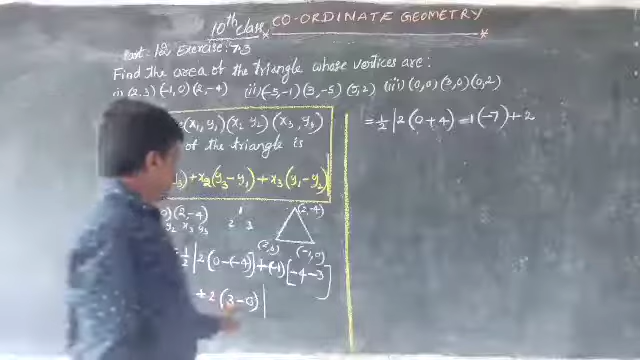 10th class CO-ORDINATE GEOMETRY
Part-12 Exercise: 7.3
Find the area of the triangle whose vertices are:
(i) (2,3) (-1,0) (2,-4) (ii) (-5,-1) (3,-5) (5,2) (iii) (0,0) (3,0) (0,2)
(x₁,y₁) (x₂ y₂) (x₃,y₃)
of the triangle is
+x₂(y₃-y₁)+x₃(y₁-y₂)
(2,-4)
y₂ x₃ y₃
2 3
(2,-4)
(-1,0)
=½|2[0-(-4)]+(-1)[-4-3]
+2(3-0)|
=½|2(0+4)=1(-7)+2